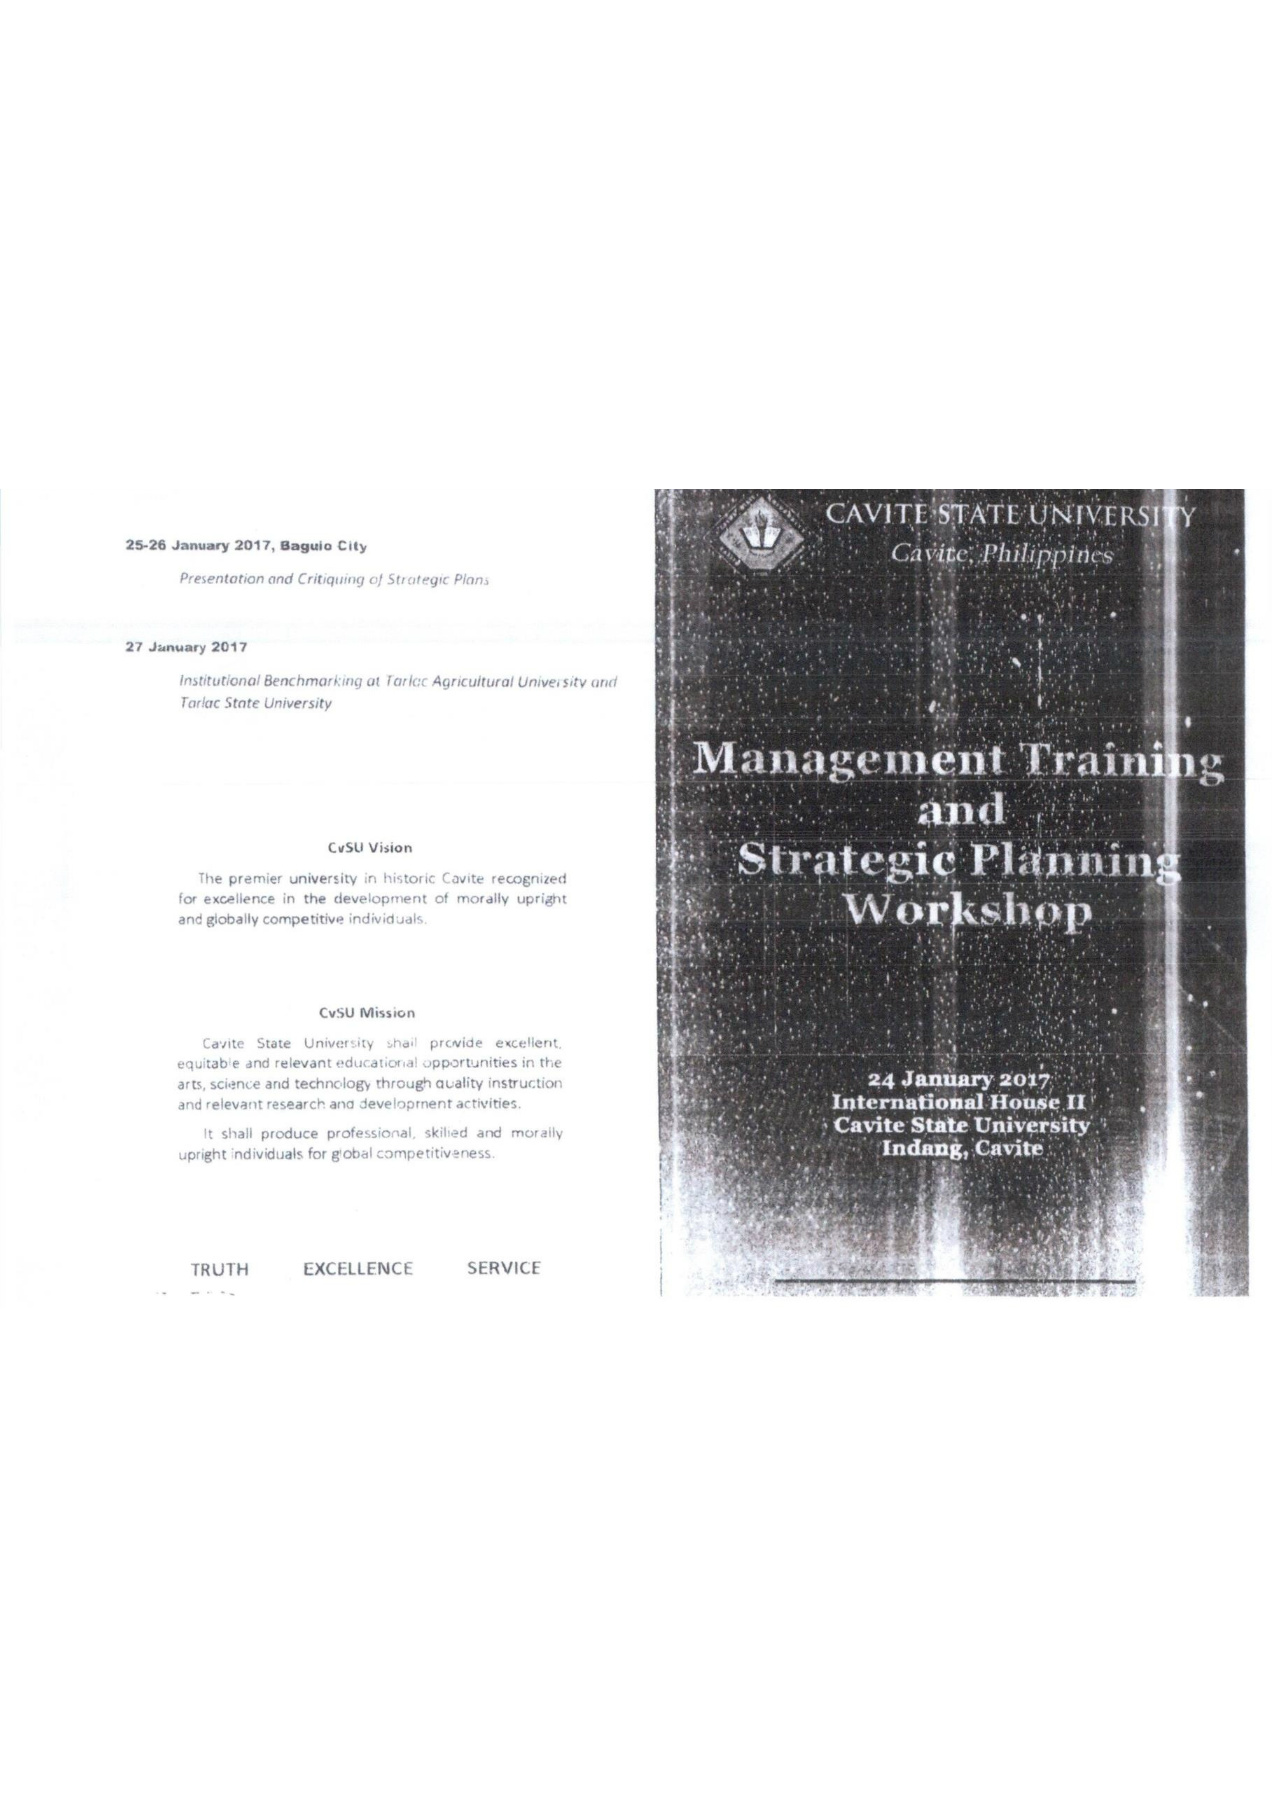 25-26 January 2017, Baguio City
Presentation and Critiquing of Strategic Plans
27 January 2017
Institutional Benchmarking at Tarlac Agricultural University and
Tarlac State University
CvSU Vision
The premier university in historic Cavite recognized
for excellence in the development of morally upright
and globally competitive individuals.
CvSU Mission
Cavite State University shall provide excellent,
equitable and relevant educational opportunities in the
arts, science and technology through quality instruction
and relevant research and development activities.
It shall produce professional, skilled and morally
upright individuals for global competitiveness.
TRUTH EXCELLENCE SERVICE
CAVITE STATE UNIVERSITY
Cavite, Philippines
Management Training
and
Strategic Planning
Workshop
24 January 2017
International House II
Cavite State University
Indang, Cavite